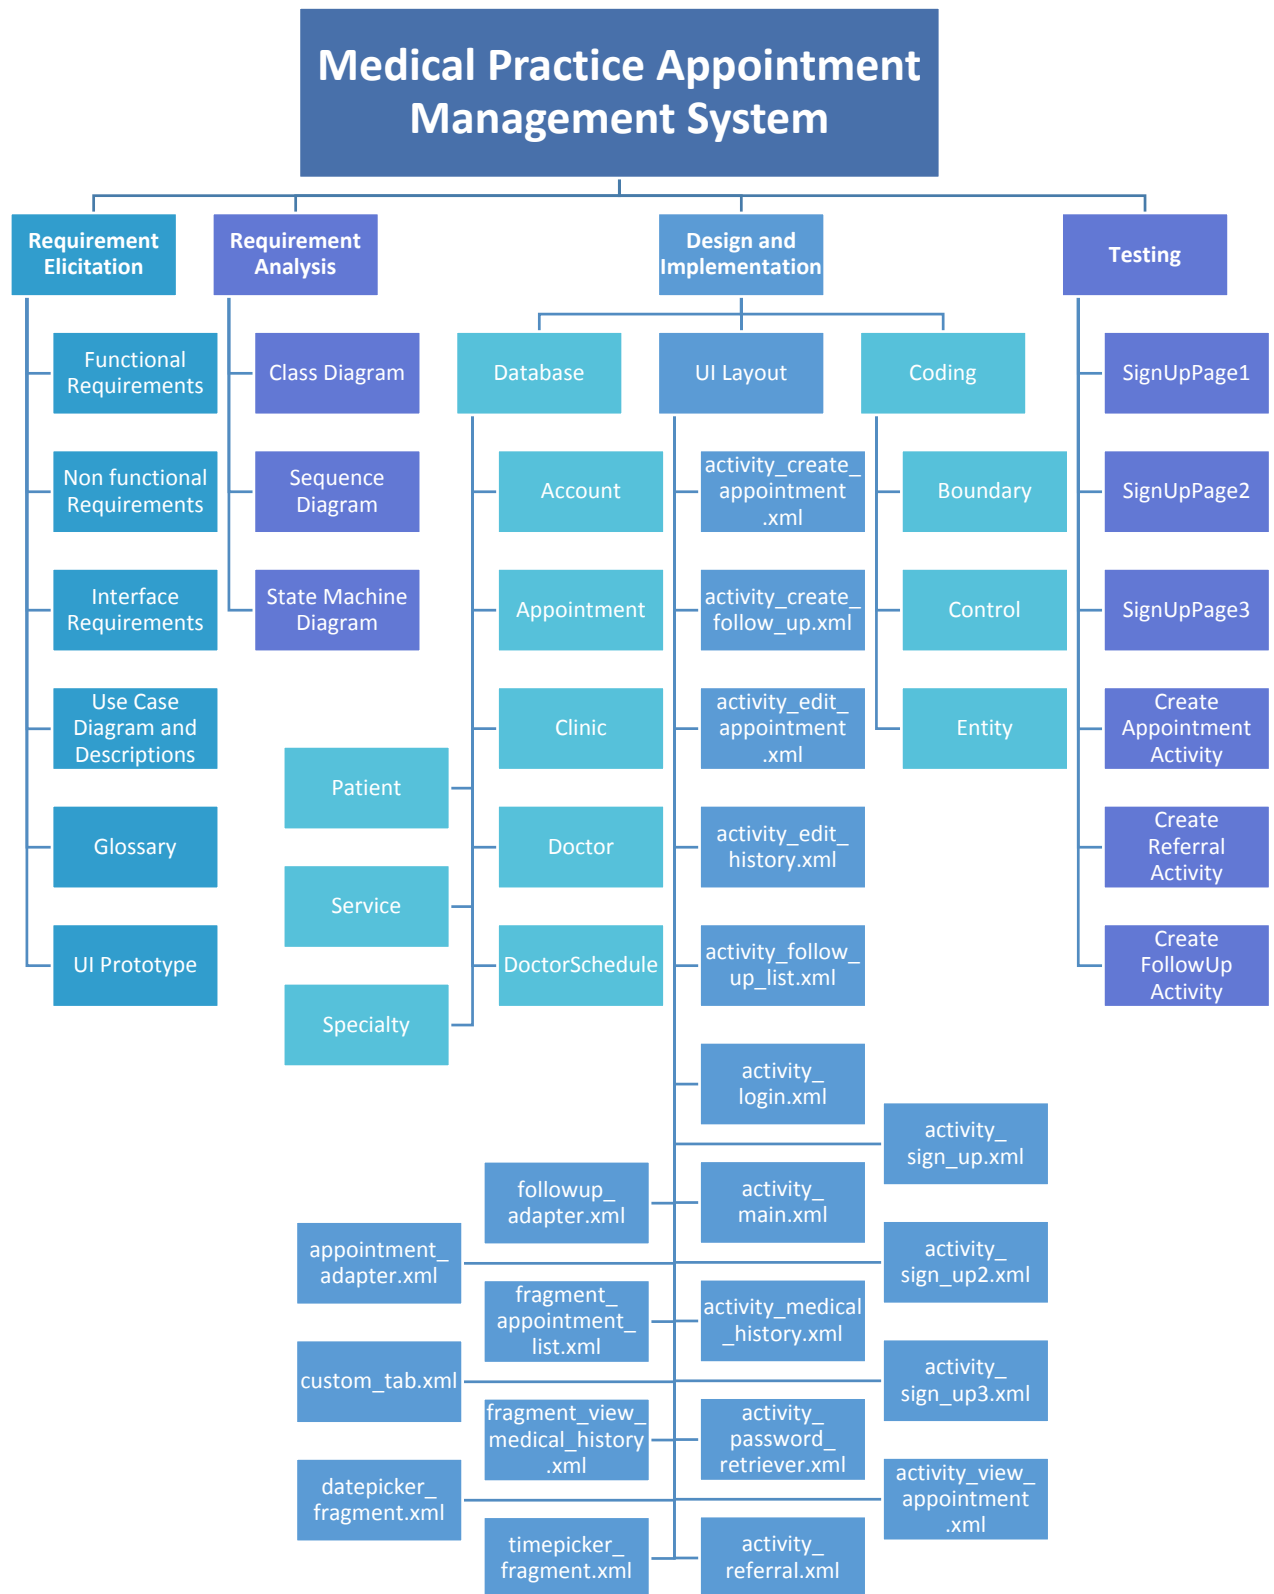 Medical Practice Appointment
Management System
Requirement
Elicitation
Requirement
Analysis
Design and
Implementation
Testing
Functional
Requirements
Class Diagram
Database
UI Layout
Coding
SignUpPage1
Non functional
Requirements
Sequence
Diagram
Account
activity_create_
appointment
.xml
Boundary
SignUpPage2
Interface
Requirements
State Machine
Diagram
Appointment
activity_create_
follow_up.xml
Control
SignUpPage3
Use Case
Diagram and
Descriptions
Clinic
activity_edit_
appointment
.xml
Entity
Create
Appointment
Activity
Patient
Glossary
Doctor
activity_edit_
history.xml
Create
Referral
Activity
Service
UI Prototype
DoctorSchedule
activity_follow_
up_list.xml
Create
FollowUp
Activity
Specialty
activity_
login.xml
activity_
sign_up.xml
followup_
adapter.xml
activity_
main.xml
appointment_
adapter.xml
activity_
sign_up2.xml
fragment_
appointment_
list.xml
activity_medical
_history.xml
custom_tab.xml
activity_
sign_up3.xml
fragment_view_
medical_history
.xml
activity_
password_
retriever.xml
datepicker_
fragment.xml
activity_view_
appointment
.xml
timepicker_
fragment.xml
activity_
referral.xml